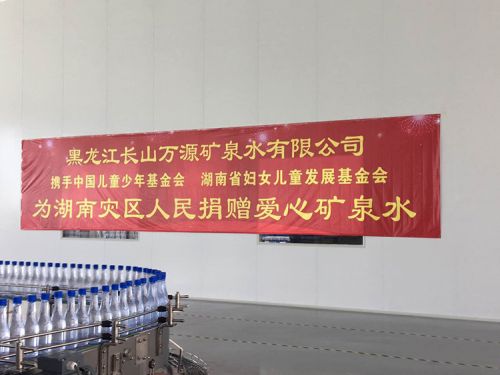 黑龙江长山万源矿泉水有限公司
携手中国儿童少年基金会 湖南省妇女儿童发展基金会
为湖南灾区人民捐赠爱心矿泉水